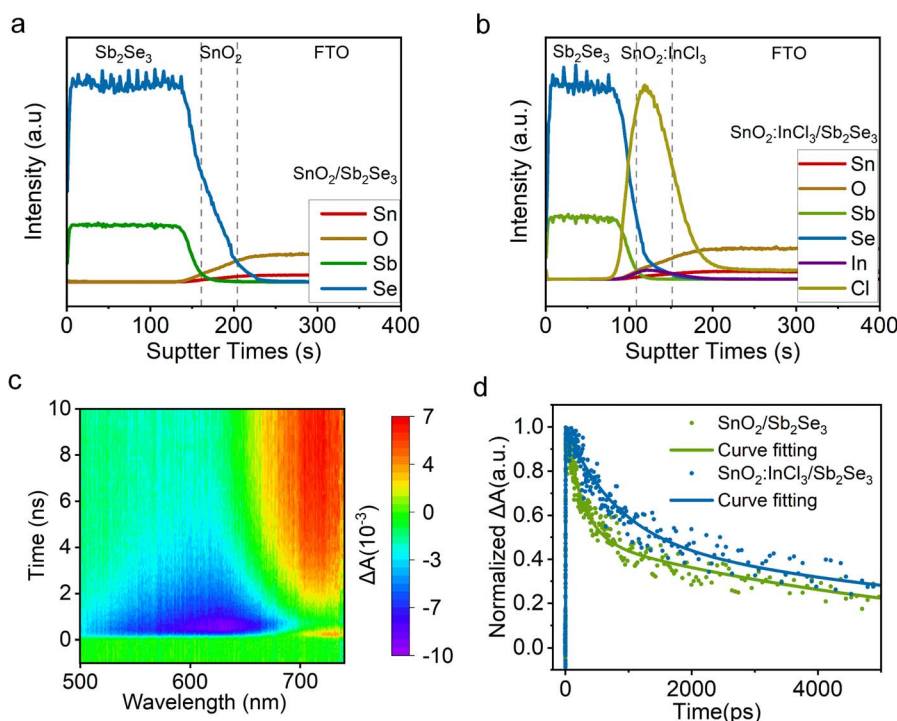 a
Sb₂Se₃ SnO₂ FTO
Intensity (a.u)
SnO₂/Sb₂Se₃
Sn
O
Sb
Se
0 100 200 300 400
Suptter Times (s)
b
Sb₂Se₃ SnO₂:InCl₃ FTO
Intensity (a.u.)
SnO₂:InCl₃/Sb₂Se₃
Sn
O
Sb
Se
In
Cl
0 100 200 300 400
Suptter Times (s)
c
10
8
6
4
2
0
Time (ns)
500 600 700
Wavelength (nm)
7
4
2
0
-3
-5
-7
-10
ΔA(10⁻³)
d
1.0
0.8
0.6
0.4
0.2
0.0
Normalized ΔA(a.u.)
SnO₂/Sb₂Se₃
Curve fitting
SnO₂:InCl₃/Sb₂Se₃
Curve fitting
0 2000 4000
Time(ps)